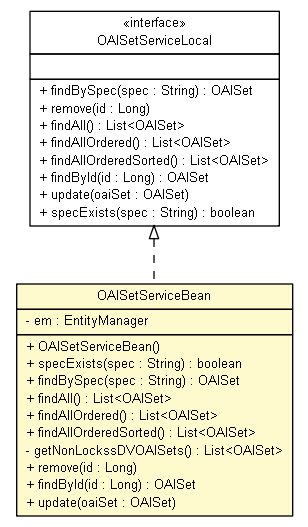 «interface»
OAISetServiceLocal
+ findBySpec(spec : String) : OAISet
+ remove(id : Long)
+ findAll() : List<OAISet>
+ findAllOrdered() : List<OAISet>
+ findAllOrderedSorted() : List<OAISet>
+ findById(id : Long) : OAISet
+ update(oaiSet : OAISet)
+ specExists(spec : String) : boolean
OAISetServiceBean
- em : EntityManager
+ OAISetServiceBean()
+ specExists(spec : String) : boolean
+ findBySpec(spec : String) : OAISet
+ findAll() : List<OAISet>
+ findAllOrdered() : List<OAISet>
+ findAllOrderedSorted() : List<OAISet>
- getNonLockssDVOAISets() : List<OAISet>
+ remove(id : Long)
+ findById(id : Long) : OAISet
+ update(oaiSet : OAISet)